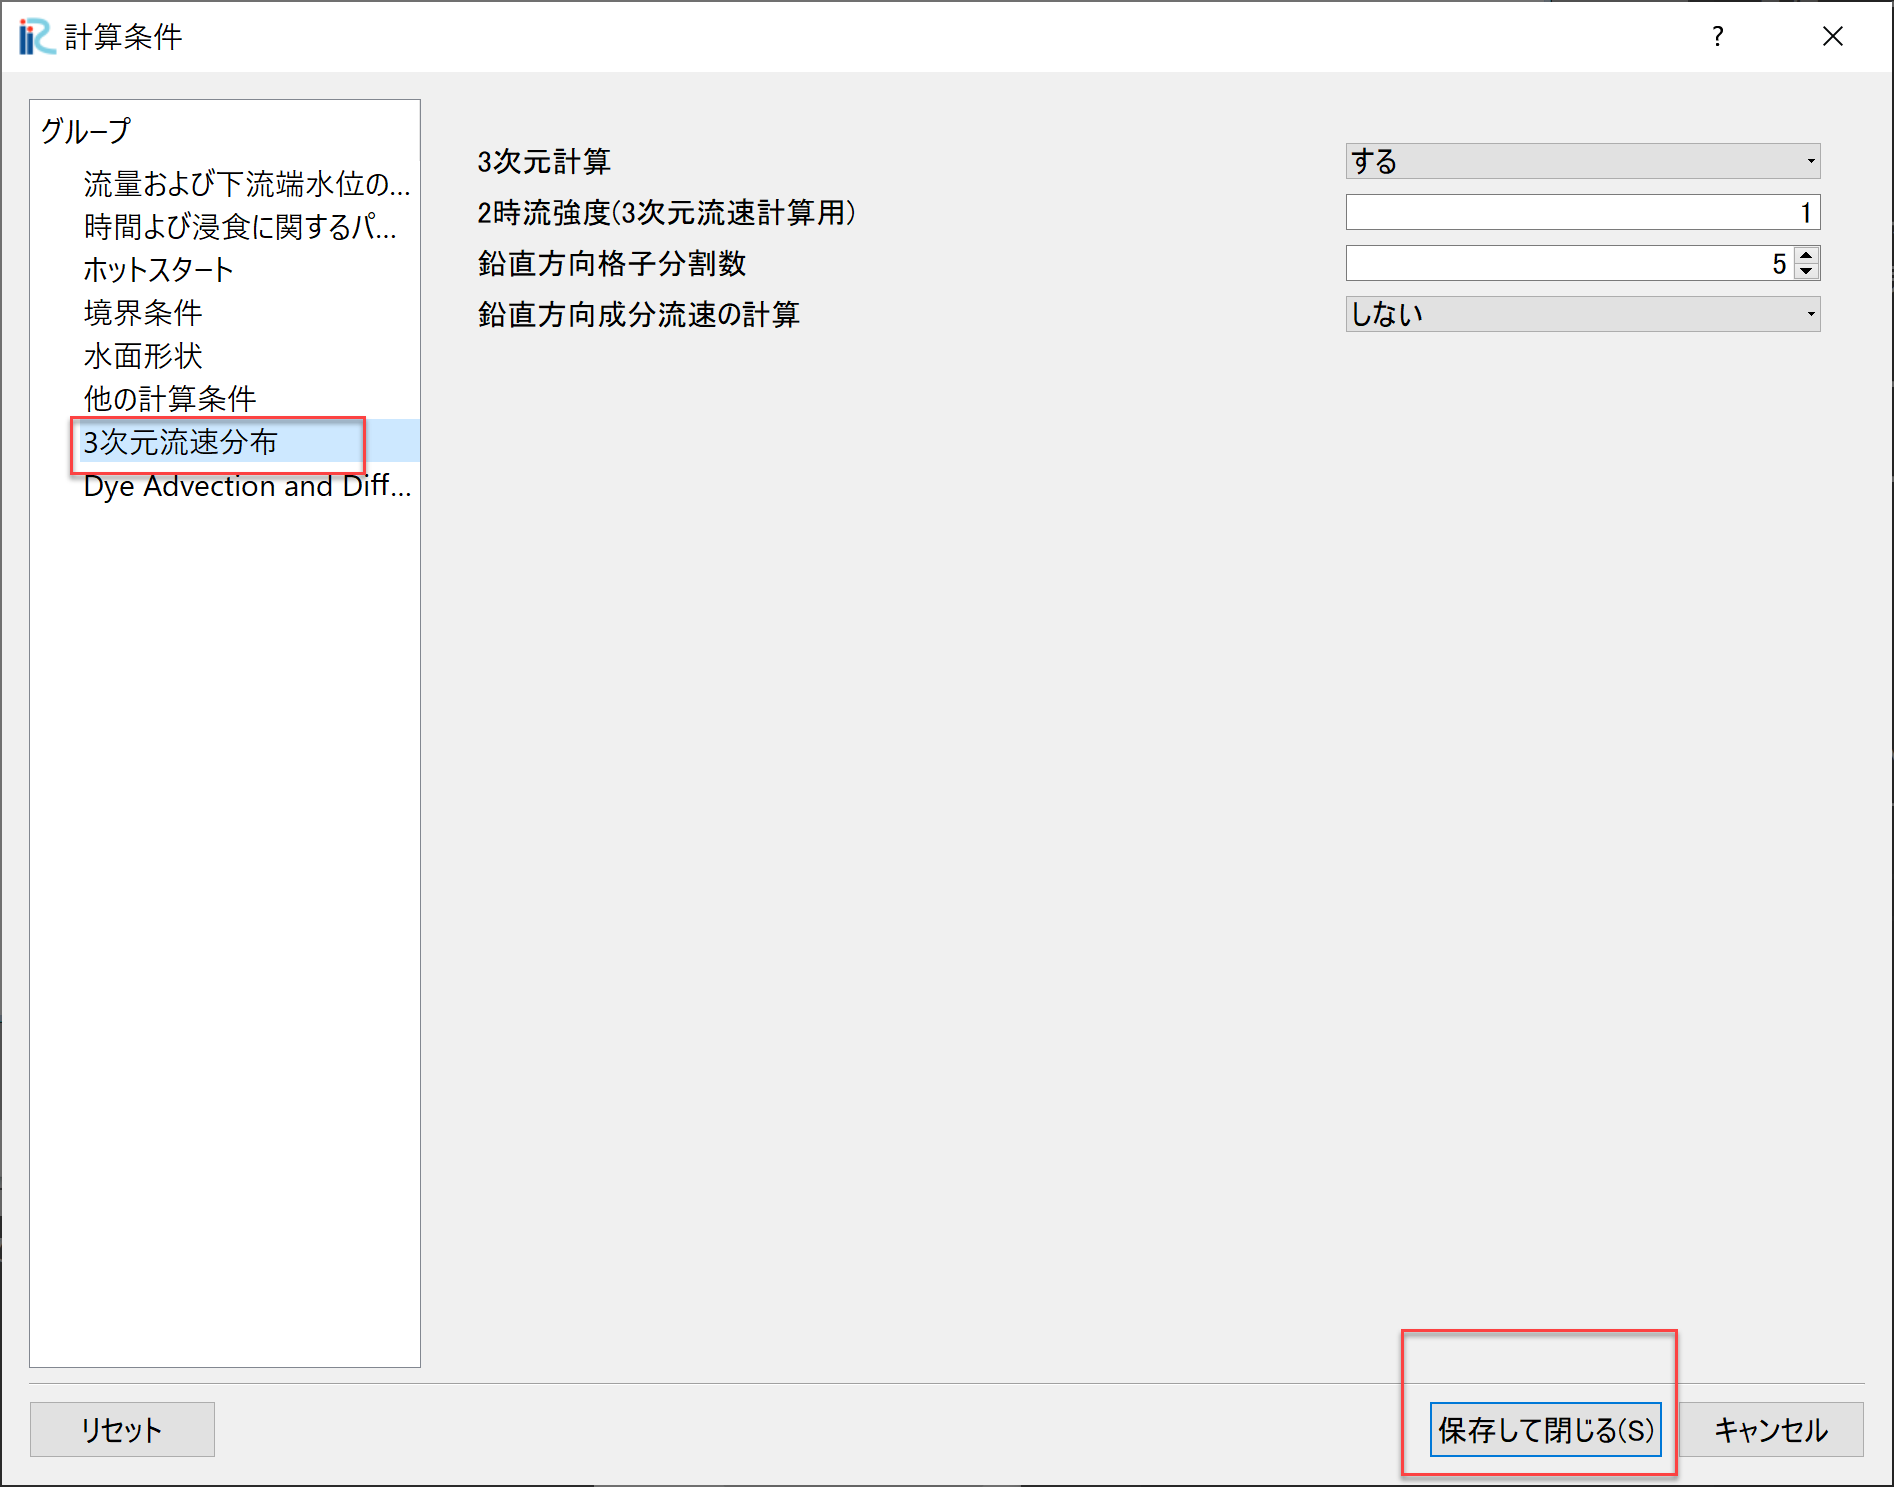 計算条件
?
グループ
流量および下流端水位の...
時間よび浸食に関するパ...
ホットスタート
境界条件
水面形状
他の計算条件
3次元流速分布
Dye Advection and Diff...
3次元計算
する
2時流強度(3次元流速計算用)
1
鉛直方向格子分割数
5
鉛直方向成分流速の計算
しない
リセット
保存して閉じる(S)
キャンセル